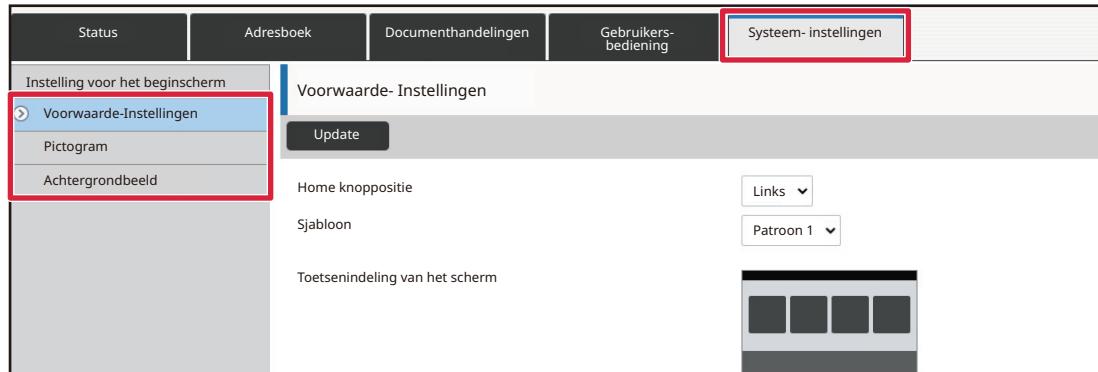 Status
Adresboek
Documenthandelingen
Gebruikers-
bediening
Systeem- instellingen
Instelling voor het beginscherm
Voorwaarde-Instellingen
Pictogram
Achtergrondbeeld
Voorwaarde- Instellingen
Update
Home knoppositie
Links
Sjabloon
Patroon 1
Toetsenindeling van het scherm